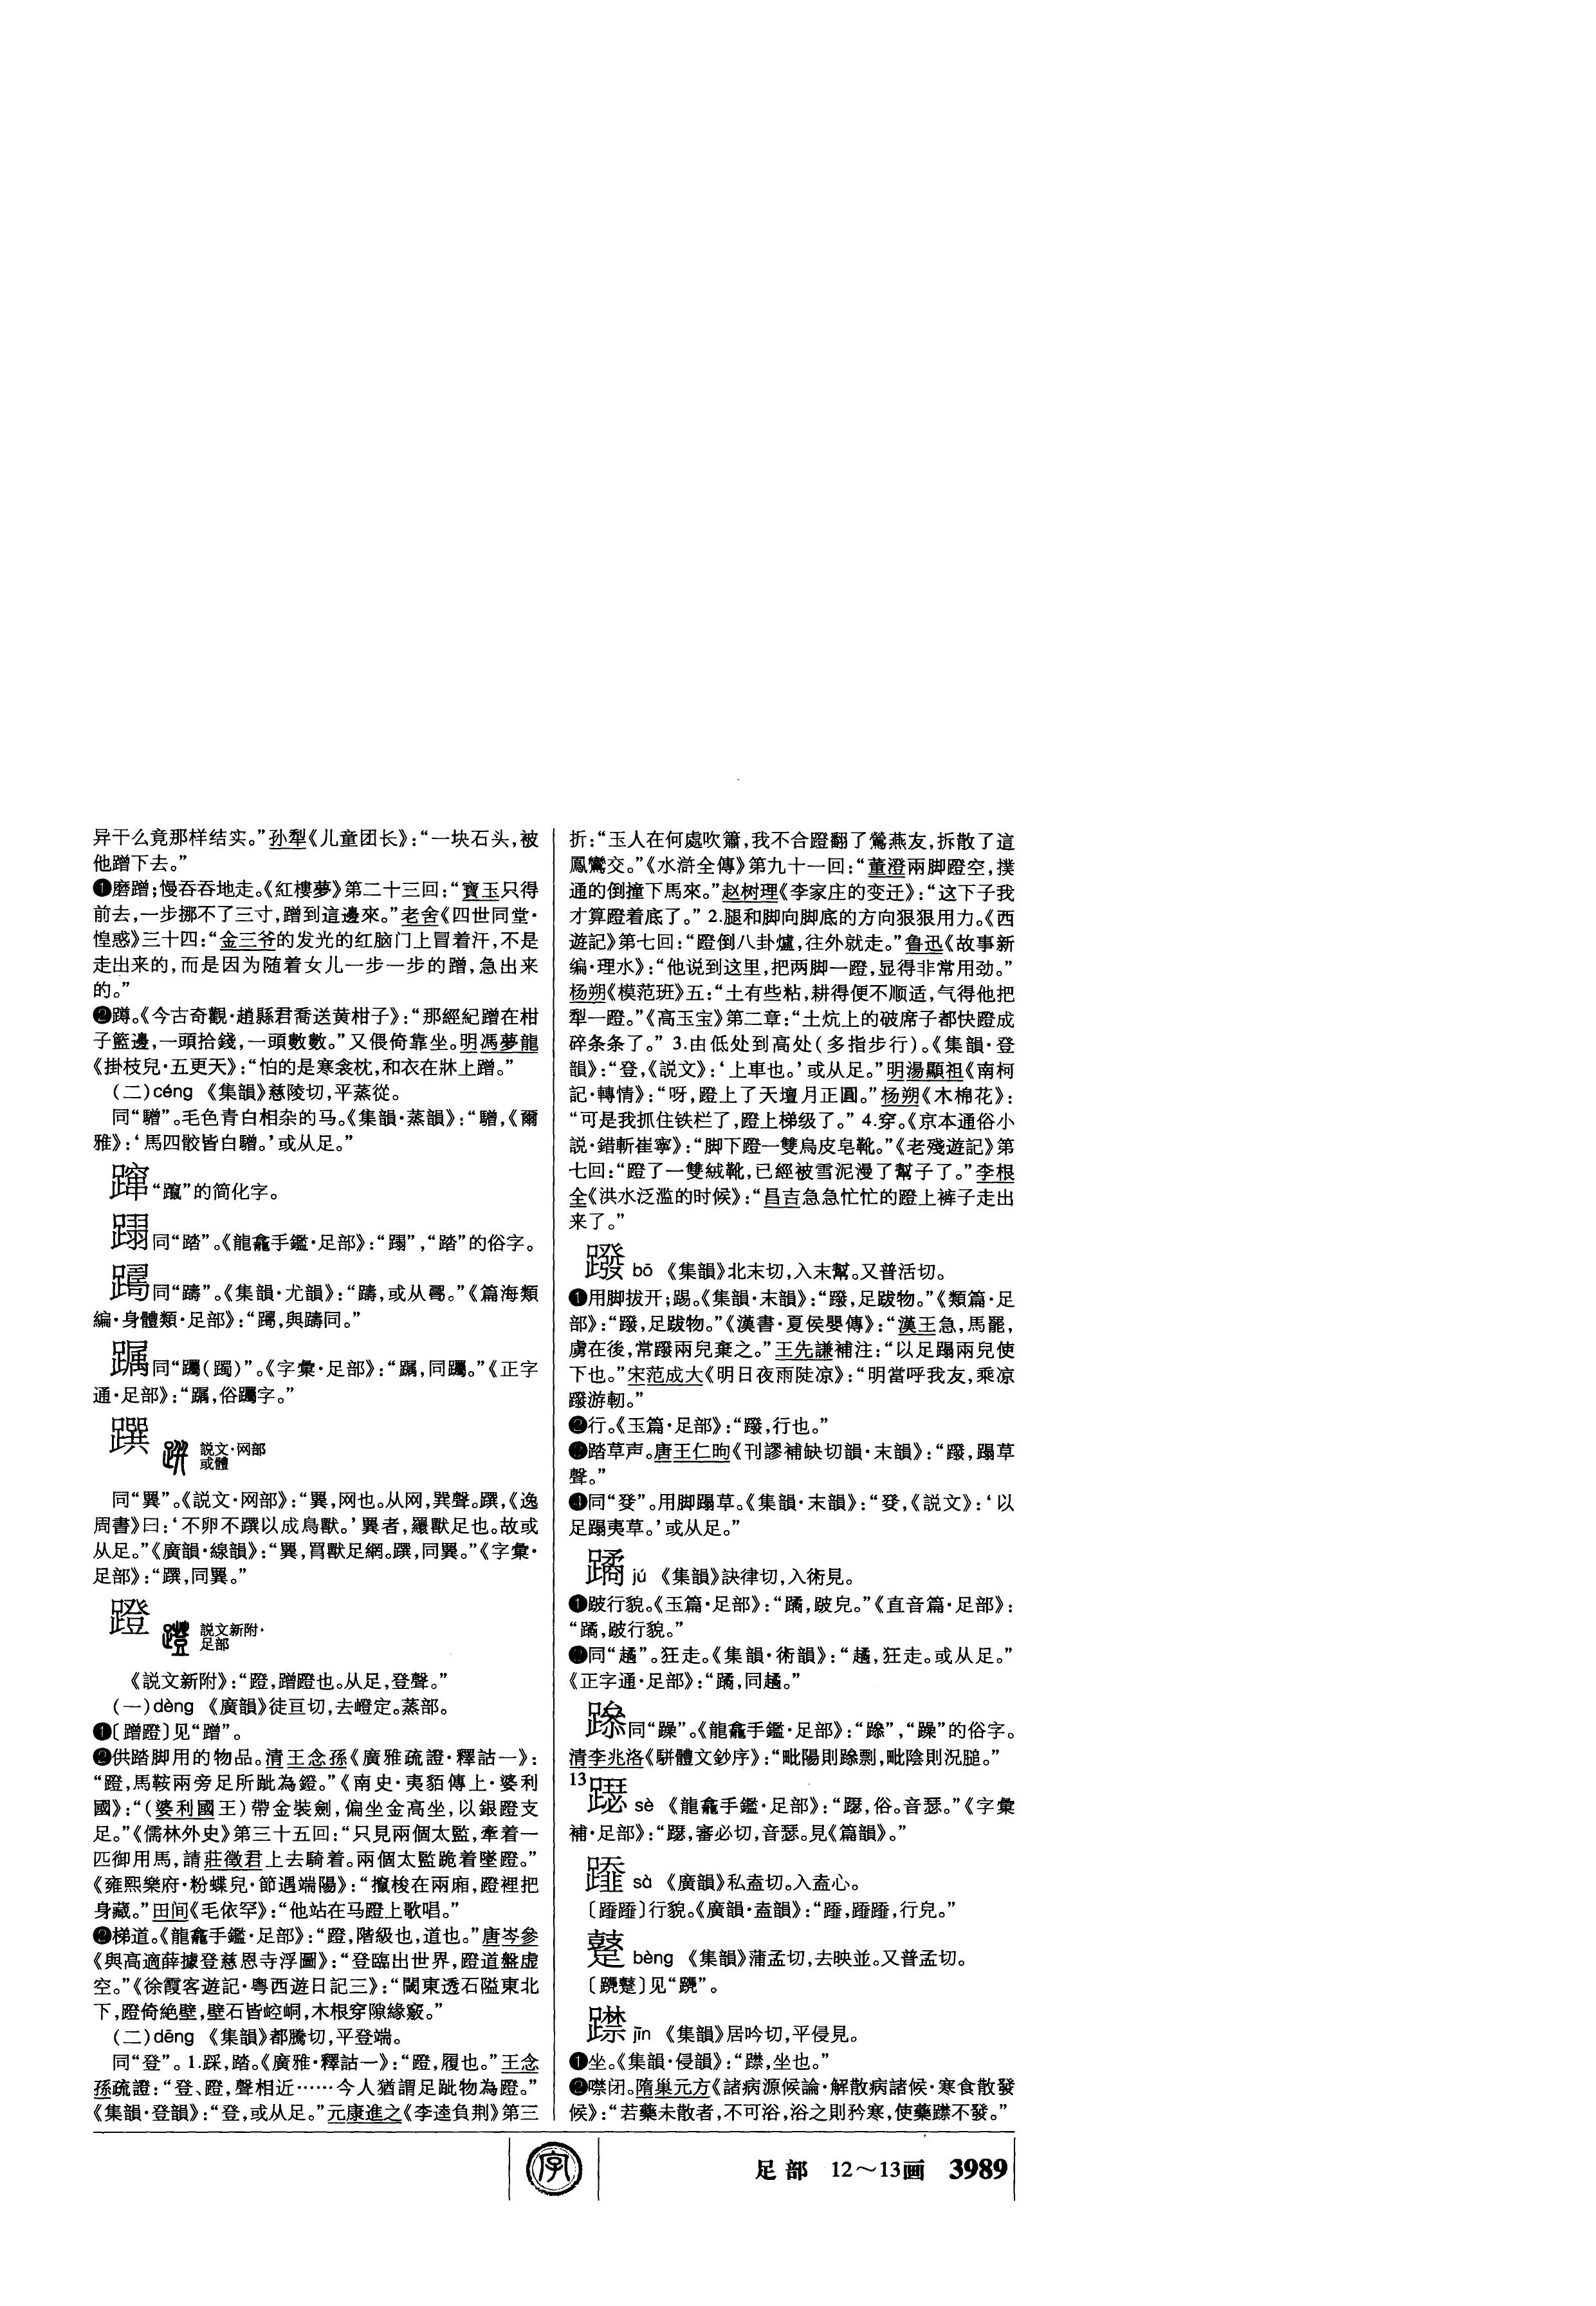 异干么竟那样结实。”孙犁《儿童团长》：“一块石头，被
他蹭下去。”
❶磨蹭；慢吞吞地走。《紅樓夢》第二十三回：“寶玉只得
前去，一步挪不了三寸，蹭到這邊來。”老舍《四世同堂·
惶惑》三十四：“金三爷的发光的红脑门上冒着汗，不是
走出来的，而是因为随着女儿一步一步的蹭，急出来
的。”
❷蹲。《今古奇觀·趙縣君喬送黄柑子》：“那經紀蹭在柑
子籃邊，一頭拾錢，一頭數數。”又偎倚靠坐。明馮夢龍
《掛枝兒·五更天》：“怕的是寒衾枕，和衣在牀上蹭。”
（二）céng 《集韻》慈陵切，平蒸從。
同“驓”。毛色青白相杂的马。《集韻·蒸韻》：“驓，《爾
雅》：‘馬四骹皆白驓。’或从足。”
蹿“躥”的简化字。
蹋同“踏”。《龍龕手鑑·足部》：“蹋”，“踏”的俗字。
同“躊”。《集韻·尤韻》：“躊，或从㗬。”《篇海類
編·身體類·足部》：“，與躊同。”
𨇙同“躅（躅）”。《字彙·足部》：“，同。”《正字
通·足部》：“，俗字。”
蹼 説文·网部
或體
同“㒷”。《説文·网部》：“，网也。从网，巽聲。蹼，《逸
周書》曰：‘不卵不蹼以成鳥獸。’者，纙獸足也。故或
从足。”《廣韻·線韻》：“，罥獸足網。，同。”《字彙·
足部》：“，同。”
蹬 説文新附·
足部
《説文新附》：“蹬，蹭蹬也。从足，登聲。”
（一）dèng 《廣韻》徒亘切，去嶝定。蒸部。
❶〔蹭蹬〕见“蹭”。
❷供踏脚用的物品。清王念孫《廣雅疏證·釋詁一》：
“蹬，馬鞍兩旁足所跐為鐙。”《南史·夷貊傳上·婆利
國》：“（婆利國王）帶金裝劍，偏坐金高坐，以銀蹬支
足。”《儒林外史》第三十五回：“只見兩個太監，牽着一
匹御用馬，請莊徵君上去騎着。兩個太監跪着墜蹬。”
《雍熙樂府·粉蝶兒·節遇端陽》：“攛梭在兩廂，蹬裡把
身藏。”田间《毛依罕》：“他站在马蹬上歌唱。”
❷梯道。《龍龕手鑑·足部》：“蹬，階級也，道也。”唐岑參
《與高適薛據登慈恩寺浮圖》：“登臨出世界，蹬道盤虚
空。”《徐霞客遊記·粤西遊日記三》：“閾東透石隘東北
下，蹬倚絶壁，壁石皆崆峒，木根穿隙緣竅。”
（二）dēng 《集韻》都騰切，平登端。
同“登”。1.踩，踏。《廣雅·釋詁一》：“蹬，履也。”王念
孫疏證：“登、蹬，聲相近……今人猶謂足跐物為蹬。”
《集韻·登韻》：“登，或从足。”元康進之《李逵負荆》第三
折：“玉人在何處吹簫，我不合蹬翻了鶯燕友，拆散了這
鳳鸞交。”《水滸全傳》第九十一回：“董澄兩脚蹬空，撲
通的倒撞下馬來。”赵树理《李家庄的变迁》：“这下子我
才算蹬着底了。” 2.腿和脚向脚底的方向狠狠用力。《西
遊記》第七回：“蹬倒八卦爐，往外就走。”鲁迅《故事新
编·理水》：“他说到这里，把两脚一蹬，显得非常用劲。”
杨朔《模范班》五：“土有些粘，耕得便不顺适，气得他把
犁一蹬。”《高玉宝》第二章：“土炕上的破席子都快蹬成
碎条条了。” 3.由低处到高处（多指步行）。《集韻·登
韻》：“登，《説文》：‘上車也。’或从足。”明湯顯祖《南柯
記·轉情》：“呀，蹬上了天壇月正圓。”杨朔《木棉花》：
“可是我抓住铁栏了，蹬上梯级了。” 4.穿。《京本通俗小
説·錯斬崔寧》：“脚下蹬一雙烏皮皂靴。”《老殘遊記》第
七回：“蹬了一雙絨靴，已經被雪泥漫了幫子了。”李根
全《洪水泛滥的时候》：“昌吉急急忙忙的蹬上裤子走出
来了。”
蹳 bō 《集韻》北末切，入末幫。又普活切。
❶用脚拔开；踢。《集韻·末韻》：“蹳，足跋物。”《類篇·足
部》：“蹳，足跋物。”《漢書·夏侯嬰傳》：“漢王急，馬罷，
虜在後，常蹳兩兒棄之。”王先謙補注：“以足蹋兩兒使
下也。”宋范成大《明日夜雨陡凉》：“明當呼我友，乘凉
蹳游軔。”
❷行。《玉篇·足部》：“蹳，行也。”
❸踏草声。唐王仁昫《刊謬補缺切韻·末韻》：“蹳，蹋草
聲。”
❹同“癹”。用脚蹋草。《集韻·末韻》：“癹，《説文》：‘以
足蹋夷草。’或从足。”
蹫 jú 《集韻》訣律切，入術見。
❶跛行貌。《玉篇·足部》：“蹫，跛皃。”《直音篇·足部》：
“蹫，跛行貌。”
❷同“趫”。狂走。《集韻·術韻》：“，狂走。或从足。”
《正字通·足部》：“蹫，同。”
同“躁”。《龍龕手鑑·足部》：“”，“躁”的俗字。
清李兆洛《駢體文鈔序》：“毗陽則剽，毗陰則況膇。”
13
sè 《龍龕手鑑·足部》：“，俗。音瑟。”《字彙
補·足部》：“，審必切，音瑟。見《篇韻》。”
sà 《廣韻》私盍切。入盍心。
〔〕行貌。《廣韻·盍韻》：“，，行皃。”
bèng 《集韻》蒲孟切，去映並。又普孟切。
〔〕见“”。
jīn 《集韻》居吟切，平侵見。
❶坐。《集韻·侵韻》：“，坐也。”
❷噤闭。隋巢元方《諸病源候論·解散病諸候·寒食散發
候》：“若藥未散者，不可浴，浴之則矜寒，使藥不發。”
字
足部 12～13画 3989